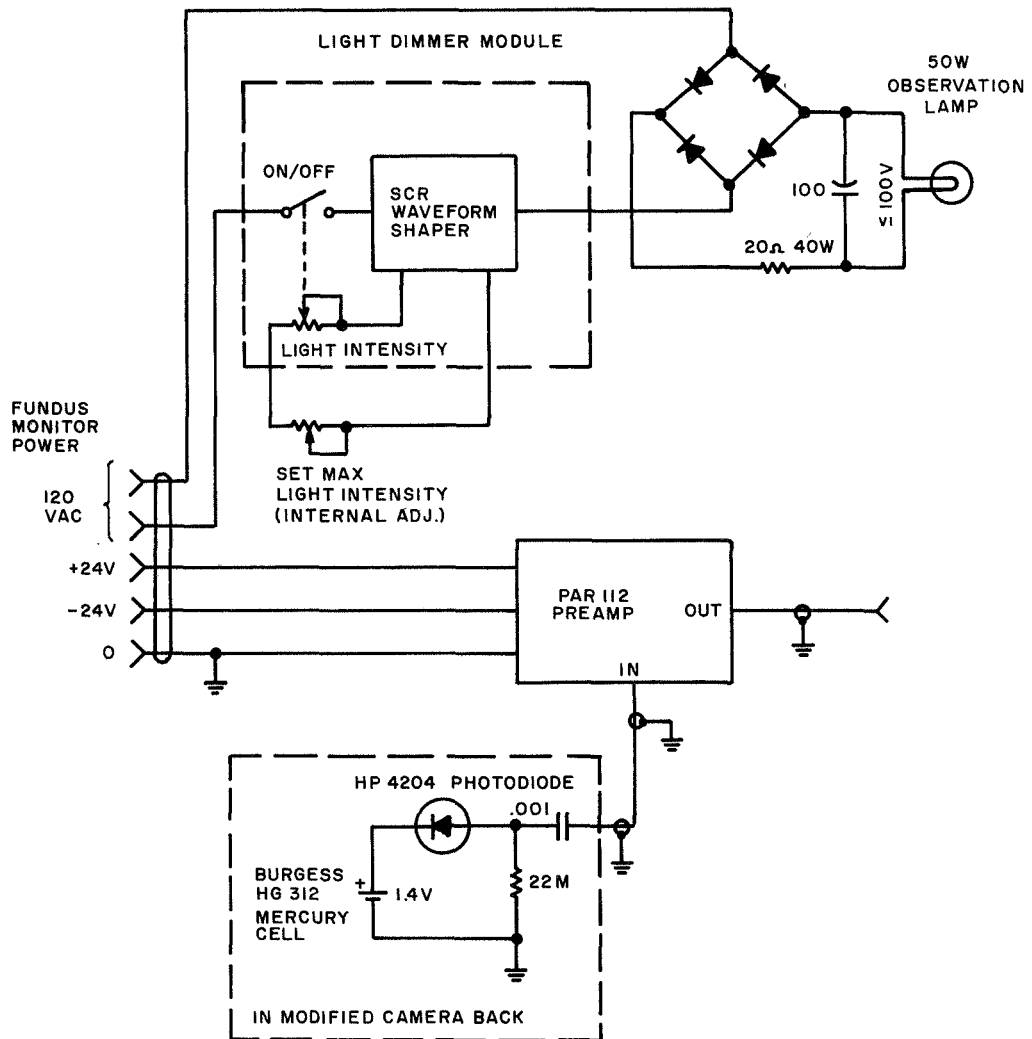 LIGHT DIMMER MODULE
50W
OBSERVATION
LAMP
ON/OFF
SCR
WAVEFORM
SHAPER
100
≤100V
20Ω 40W
LIGHT INTENSITY
FUNDUS
MONITOR
POWER
SET MAX
LIGHT INTENSITY
(INTERNAL ADJ.)
120
VAC
+24V
-24V
0
PAR 112
PREAMP
OUT
IN
HP 4204 PHOTODIODE
.001
BURGESS
HG 312
MERCURY
CELL
+
1.4V
22M
IN MODIFIED CAMERA BACK